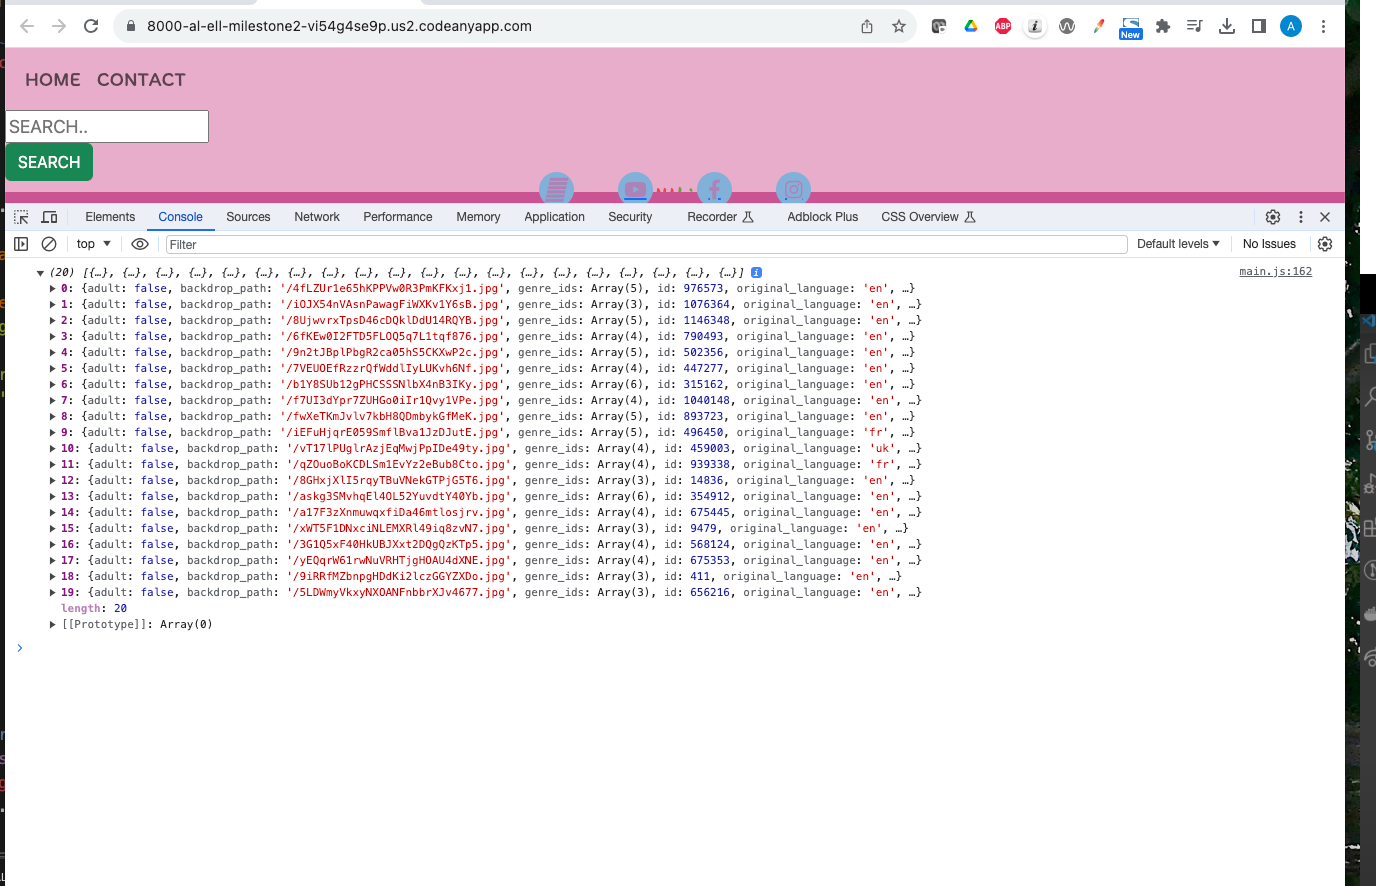 8000-al-ell-milestone2-vi54g4se9p.us2.codeanyapp.com
ABP
New
A
HOME CONTACT
SEARCH..
SEARCH
Elements Console Sources Network Performance Memory Application Security Recorder Adblock Plus CSS Overview
top Filter Default levels No Issues
(20) [{…}, {…}, {…}, {…}, {…}, {…}, {…}, {…}, {…}, {…}, {…}, {…}, {…}, {…}, {…}, {…}, {…}, {…}, {…}, {…}] i main.js:162
0: {adult: false, backdrop_path: '/4fLZUr1e65hKPPVw0R3PmKFKxj1.jpg', genre_ids: Array(5), id: 976573, original_language: 'en', …}
1: {adult: false, backdrop_path: '/iOJX54nVAsnPawagFiWXKv1Y6sB.jpg', genre_ids: Array(3), id: 1076364, original_language: 'en', …}
2: {adult: false, backdrop_path: '/8UjwvrxTpsD46cDQklDdU14RQYB.jpg', genre_ids: Array(5), id: 1146348, original_language: 'en', …}
3: {adult: false, backdrop_path: '/6fKEw0I2FTD5FLOQ5q7L1tqf876.jpg', genre_ids: Array(4), id: 790493, original_language: 'en', …}
4: {adult: false, backdrop_path: '/9n2tJBplPbgR2ca05hS5CKXwP2c.jpg', genre_ids: Array(5), id: 502356, original_language: 'en', …}
5: {adult: false, backdrop_path: '/7VEUOEfRzzrQfWddlIyLUKvh6Nf.jpg', genre_ids: Array(4), id: 447277, original_language: 'en', …}
6: {adult: false, backdrop_path: '/b1Y8SUb12gPHCSSSNlbX4nB3IKy.jpg', genre_ids: Array(6), id: 315162, original_language: 'en', …}
7: {adult: false, backdrop_path: '/f7UI3dYpr7ZUHGo0iIr1Qvy1VPe.jpg', genre_ids: Array(4), id: 1040148, original_language: 'en', …}
8: {adult: false, backdrop_path: '/fwXeTKmJvlv7kbH8QDmbykGfMeK.jpg', genre_ids: Array(5), id: 893723, original_language: 'en', …}
9: {adult: false, backdrop_path: '/iEFuHjqrE059SmflBva1JzDJutE.jpg', genre_ids: Array(5), id: 496450, original_language: 'fr', …}
10: {adult: false, backdrop_path: '/vT17lPUglrAzjEqMwjPpIDe49ty.jpg', genre_ids: Array(4), id: 459003, original_language: 'uk', …}
11: {adult: false, backdrop_path: '/qZOuoBoKCDLSm1EvYz2eBub8Cto.jpg', genre_ids: Array(4), id: 939338, original_language: 'fr', …}
12: {adult: false, backdrop_path: '/8GHxjXlI5rqyTBuVNekGTPjG5T6.jpg', genre_ids: Array(3), id: 14836, original_language: 'en', …}
13: {adult: false, backdrop_path: '/askg3SMvhqEl4OL52YuvdtY40Yb.jpg', genre_ids: Array(6), id: 354912, original_language: 'en', …}
14: {adult: false, backdrop_path: '/a17F3zXnmuwqxfiDa46mtlosjrv.jpg', genre_ids: Array(4), id: 675445, original_language: 'en', …}
15: {adult: false, backdrop_path: '/xWT5F1DNxciNLEMXRl49iq8zvN7.jpg', genre_ids: Array(3), id: 9479, original_language: 'en', …}
16: {adult: false, backdrop_path: '/3G1Q5xF40HkUBJXxt2DQgQzKTp5.jpg', genre_ids: Array(4), id: 568124, original_language: 'en', …}
17: {adult: false, backdrop_path: '/yEQqrW61rwNuVRHTjgHOAU4dXNE.jpg', genre_ids: Array(4), id: 675353, original_language: 'en', …}
18: {adult: false, backdrop_path: '/9iRRfMZbnpgHDdKi2lczGGYZXDo.jpg', genre_ids: Array(3), id: 411, original_language: 'en', …}
19: {adult: false, backdrop_path: '/5LDWmyVkxyNXOANFnbbrXJv4677.jpg', genre_ids: Array(3), id: 656216, original_language: 'en', …}
length: 20
[[Prototype]]: Array(0)